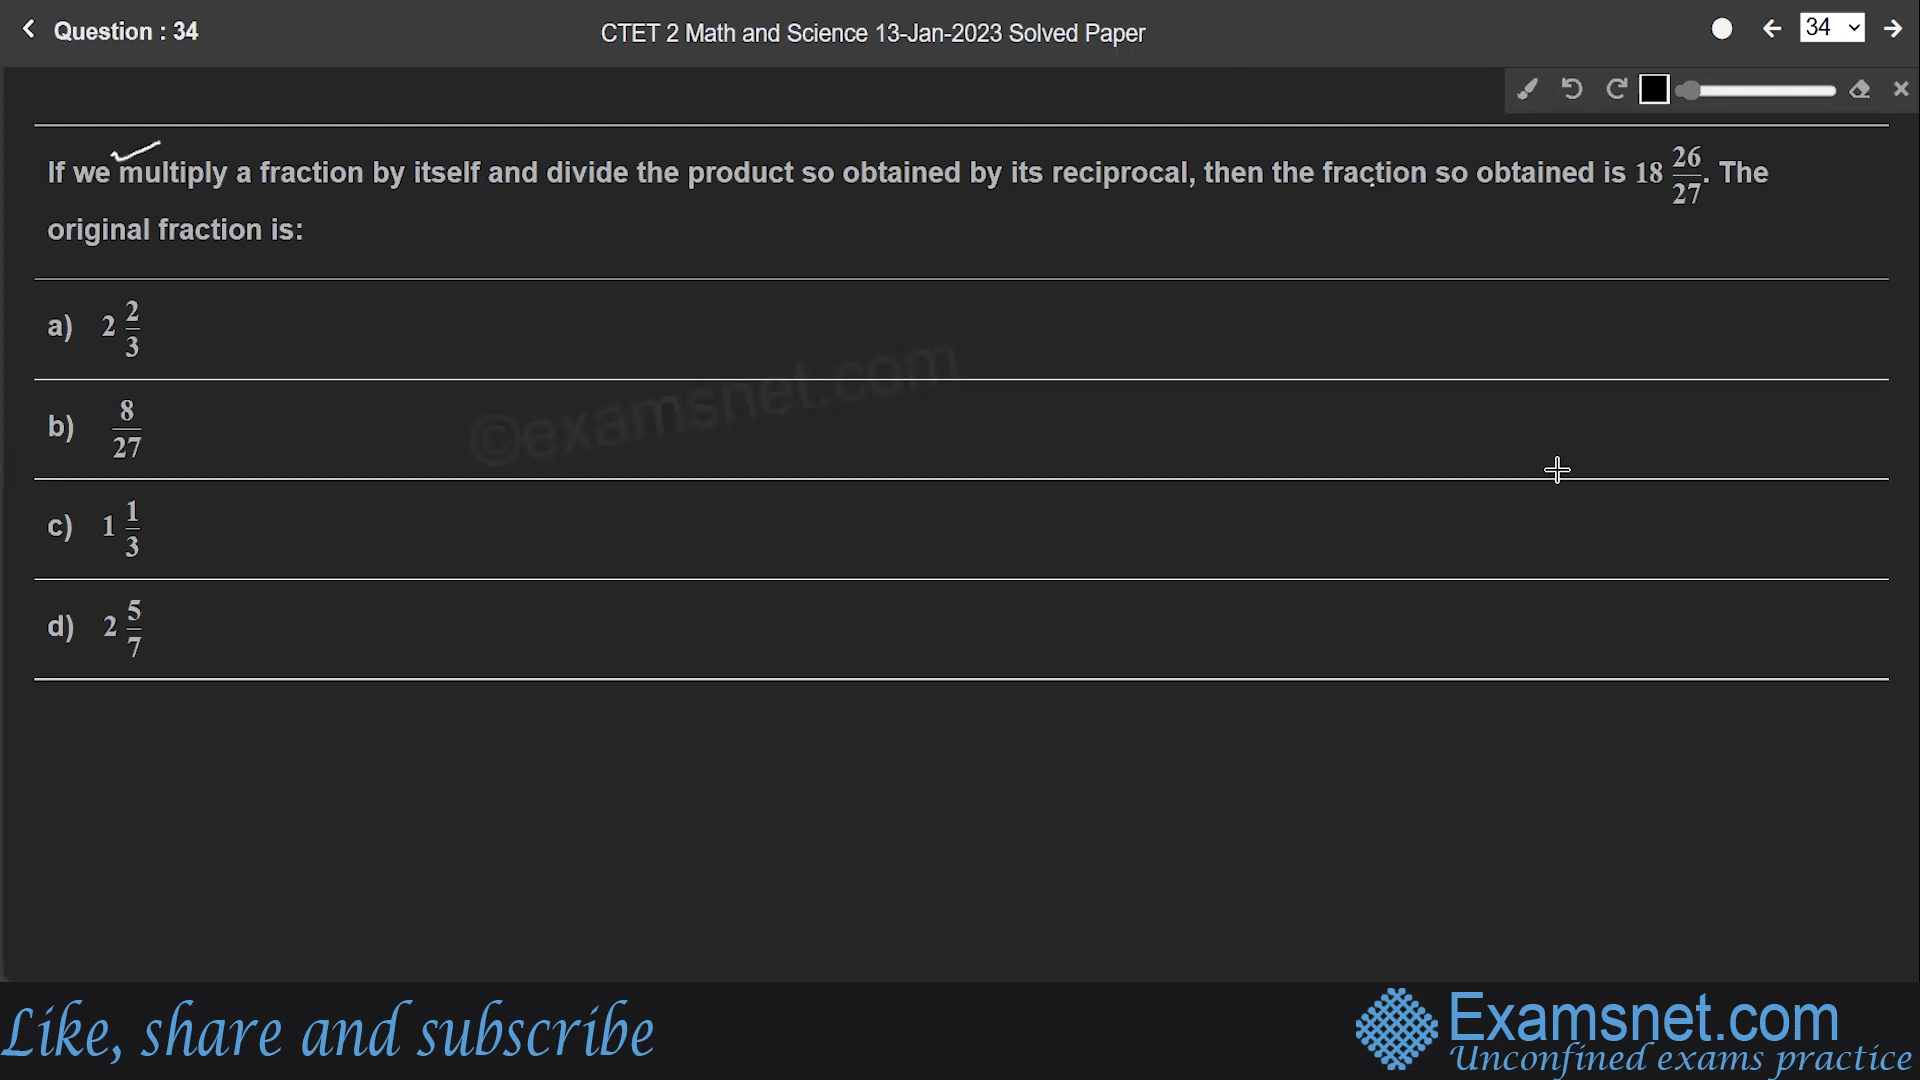 Question : 34
CTET 2 Math and Science 13-Jan-2023 Solved Paper
34
If we multiply a fraction by itself and divide the product so obtained by its reciprocal, then the fraction so obtained is 18 26/27. The
original fraction is:
a) 2 2/3
©examsnet.com
b) 8/27
c) 1 1/3
d) 2 5/7
Like, share and subscribe
Examsnet.com
Unconfined exams practice